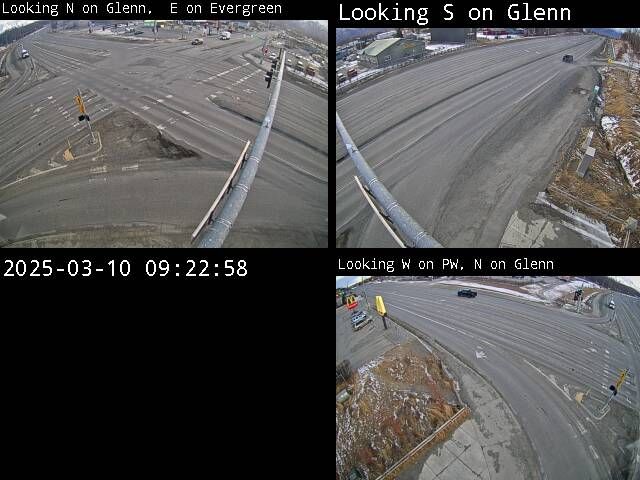 Looking N on Glenn,  E on Evergreen
Looking S on Glenn
2025-03-10 09:22:58
Looking W on PW, N on Glenn